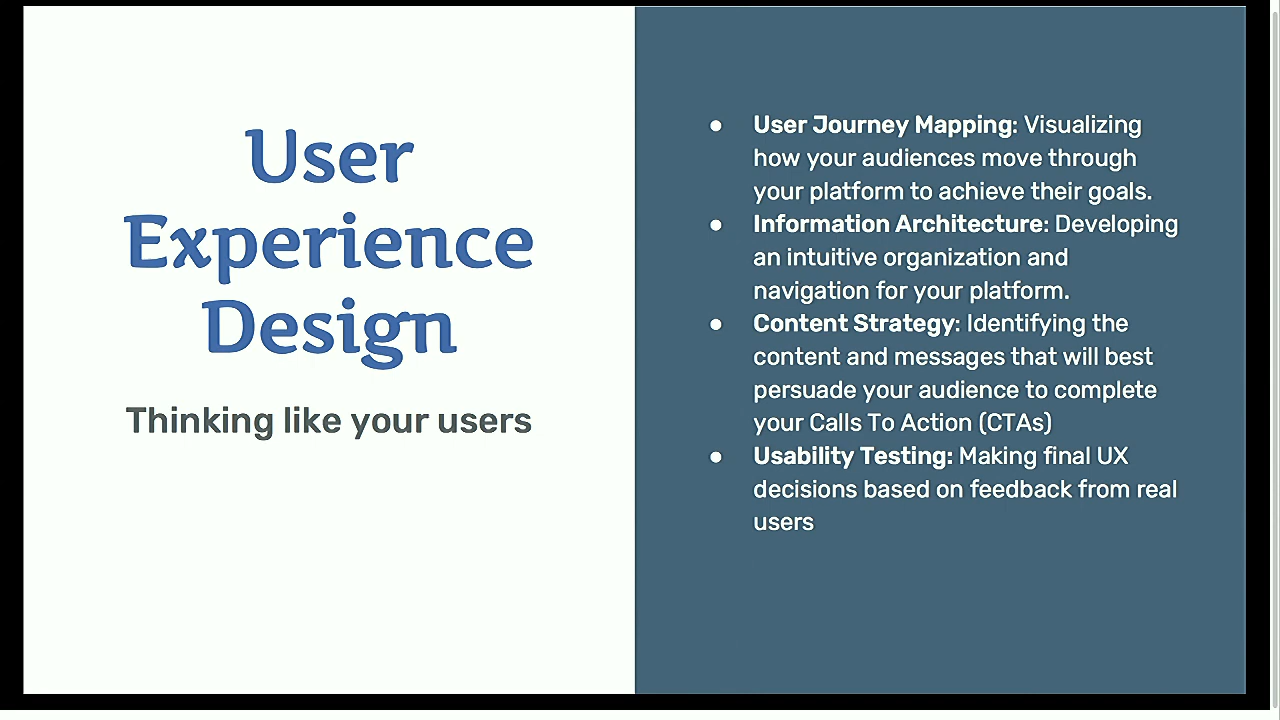 User
Experience
Design
Thinking like your users
● User Journey Mapping: Visualizing
how your audiences move through
your platform to achieve their goals.
● Information Architecture: Developing
an intuitive organization and
navigation for your platform.
● Content Strategy: Identifying the
content and messages that will best
persuade your audience to complete
your Calls To Action (CTAs)
● Usability Testing: Making final UX
decisions based on feedback from real
users